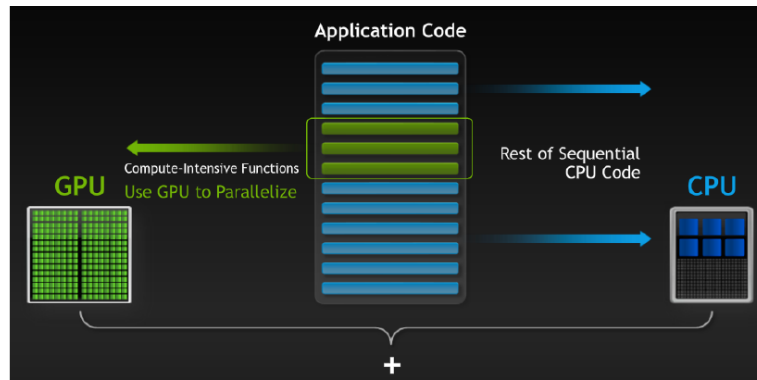 Application Code
Compute-Intensive Functions
Use GPU to Parallelize
GPU
Rest of Sequential
CPU Code
CPU
+